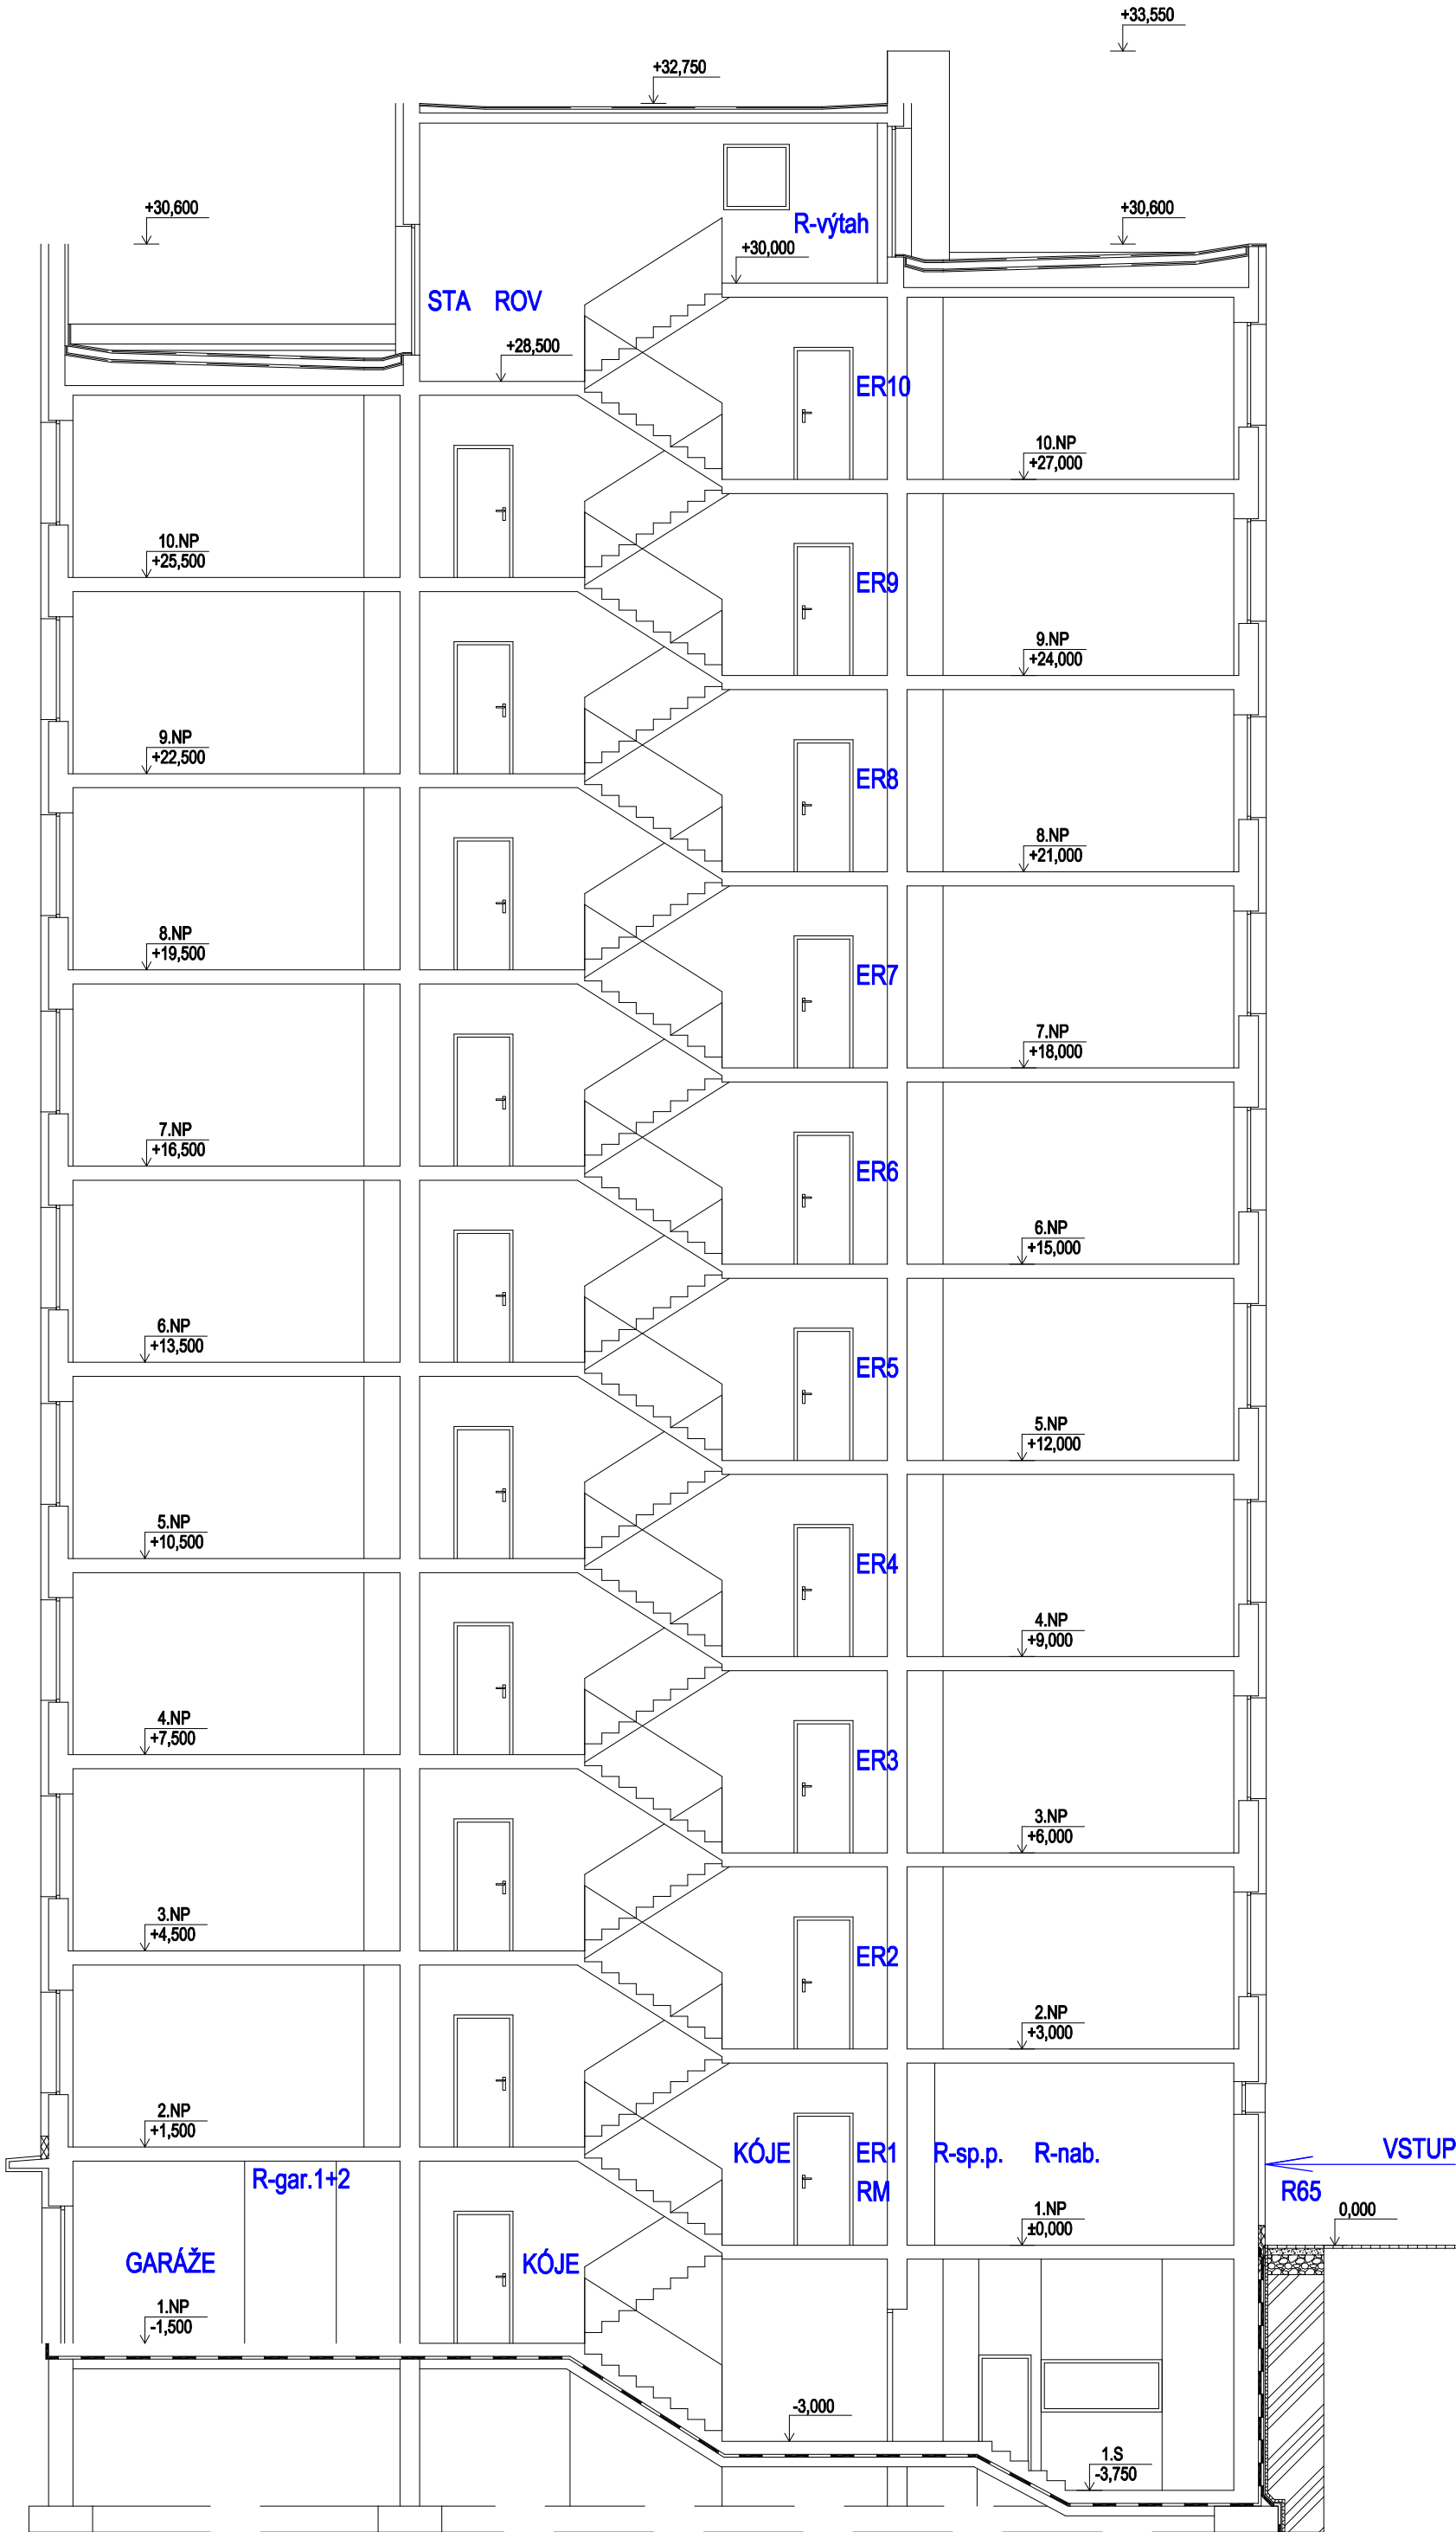 +33,550
+32,750
+30,600
+30,600
R-výtah
+30,000
STA ROV
+28,500
ER10
10.NP
+27,000
10.NP
+25,500
ER9
9.NP
+24,000
9.NP
+22,500
ER8
8.NP
+21,000
8.NP
+19,500
ER7
7.NP
+18,000
7.NP
+16,500
ER6
6.NP
+15,000
6.NP
+13,500
ER5
5.NP
+12,000
5.NP
+10,500
ER4
4.NP
+9,000
4.NP
+7,500
ER3
3.NP
+6,000
3.NP
+4,500
ER2
2.NP
+3,000
2.NP
+1,500
KÓJE ER1 R-sp.p. R-nab. VSTUP
R-gar.1+2
RM
R65
1.NP
±0,000
0,000
GARÁŽE
KÓJE
1.NP
-1,500
-3,000
1.S
-3,750